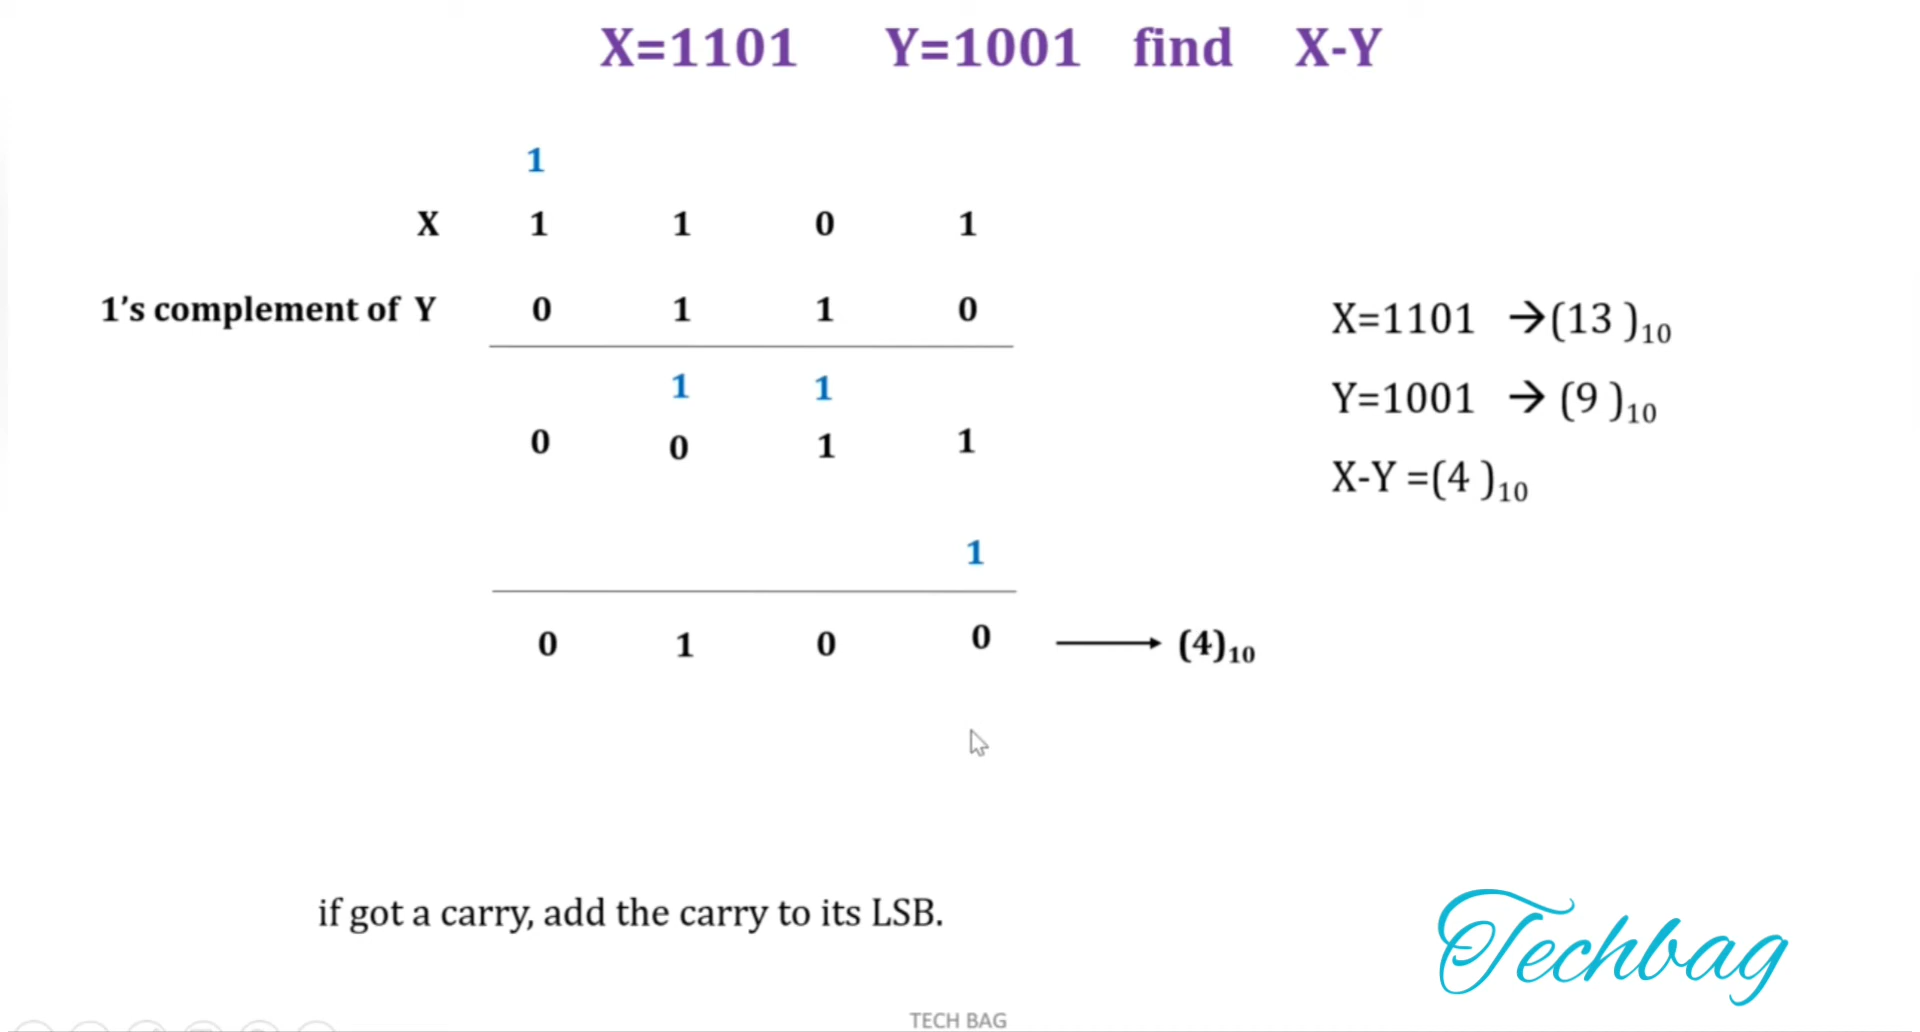 X=1101 Y=1001 find X-Y
1
X 1 1 0 1
1's complement of Y 0 1 1 0
1 1
0 0 1 1
1
0 1 0 0 → (4)₁₀
X=1101 →(13 )₁₀
Y=1001 → (9 )₁₀
X-Y =(4 )₁₀
if got a carry, add the carry to its LSB.
Techbag
TECH BAG